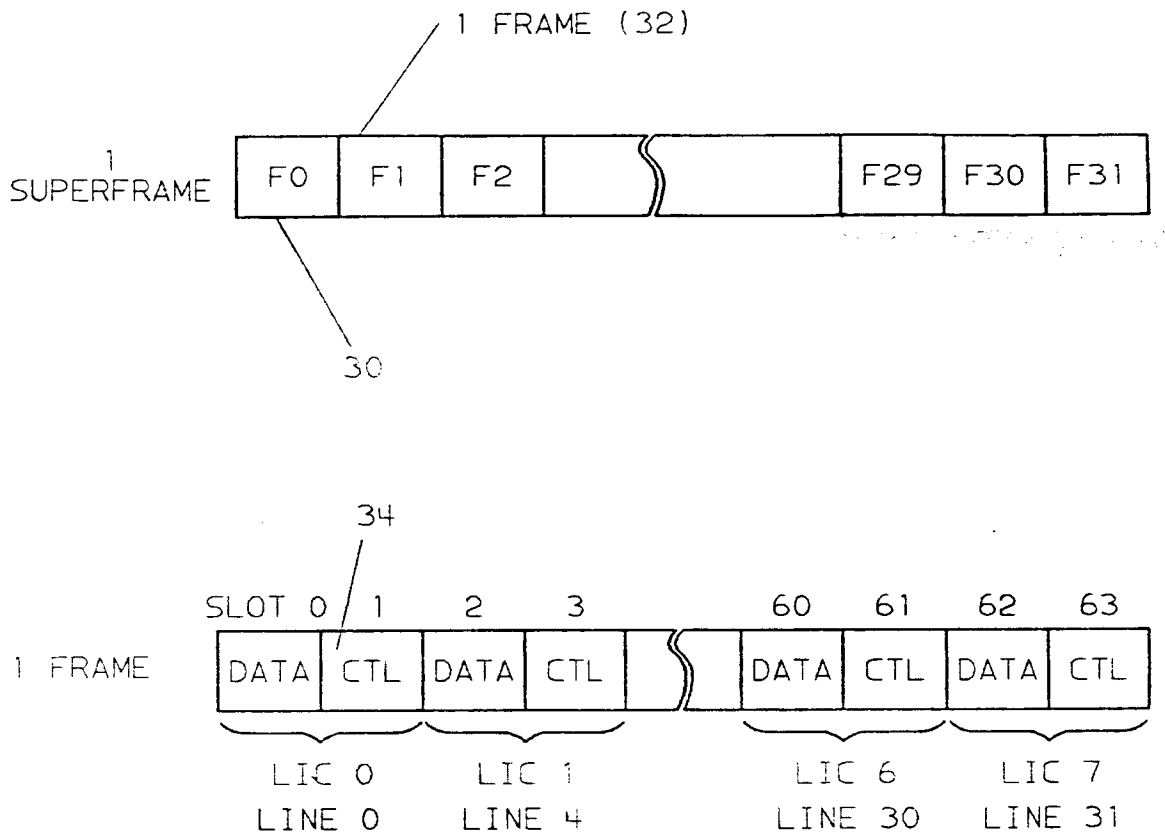 1 FRAME (32)
1
SUPERFRAME
F0 F1 F2 F29 F30 F31
30
34
SLOT 0 1 2 3 60 61 62 63
1 FRAME
DATA CTL DATA CTL DATA CTL DATA CTL
LIC 0 LIC 1 LIC 6 LIC 7
LINE 0 LINE 4 LINE 30 LINE 31